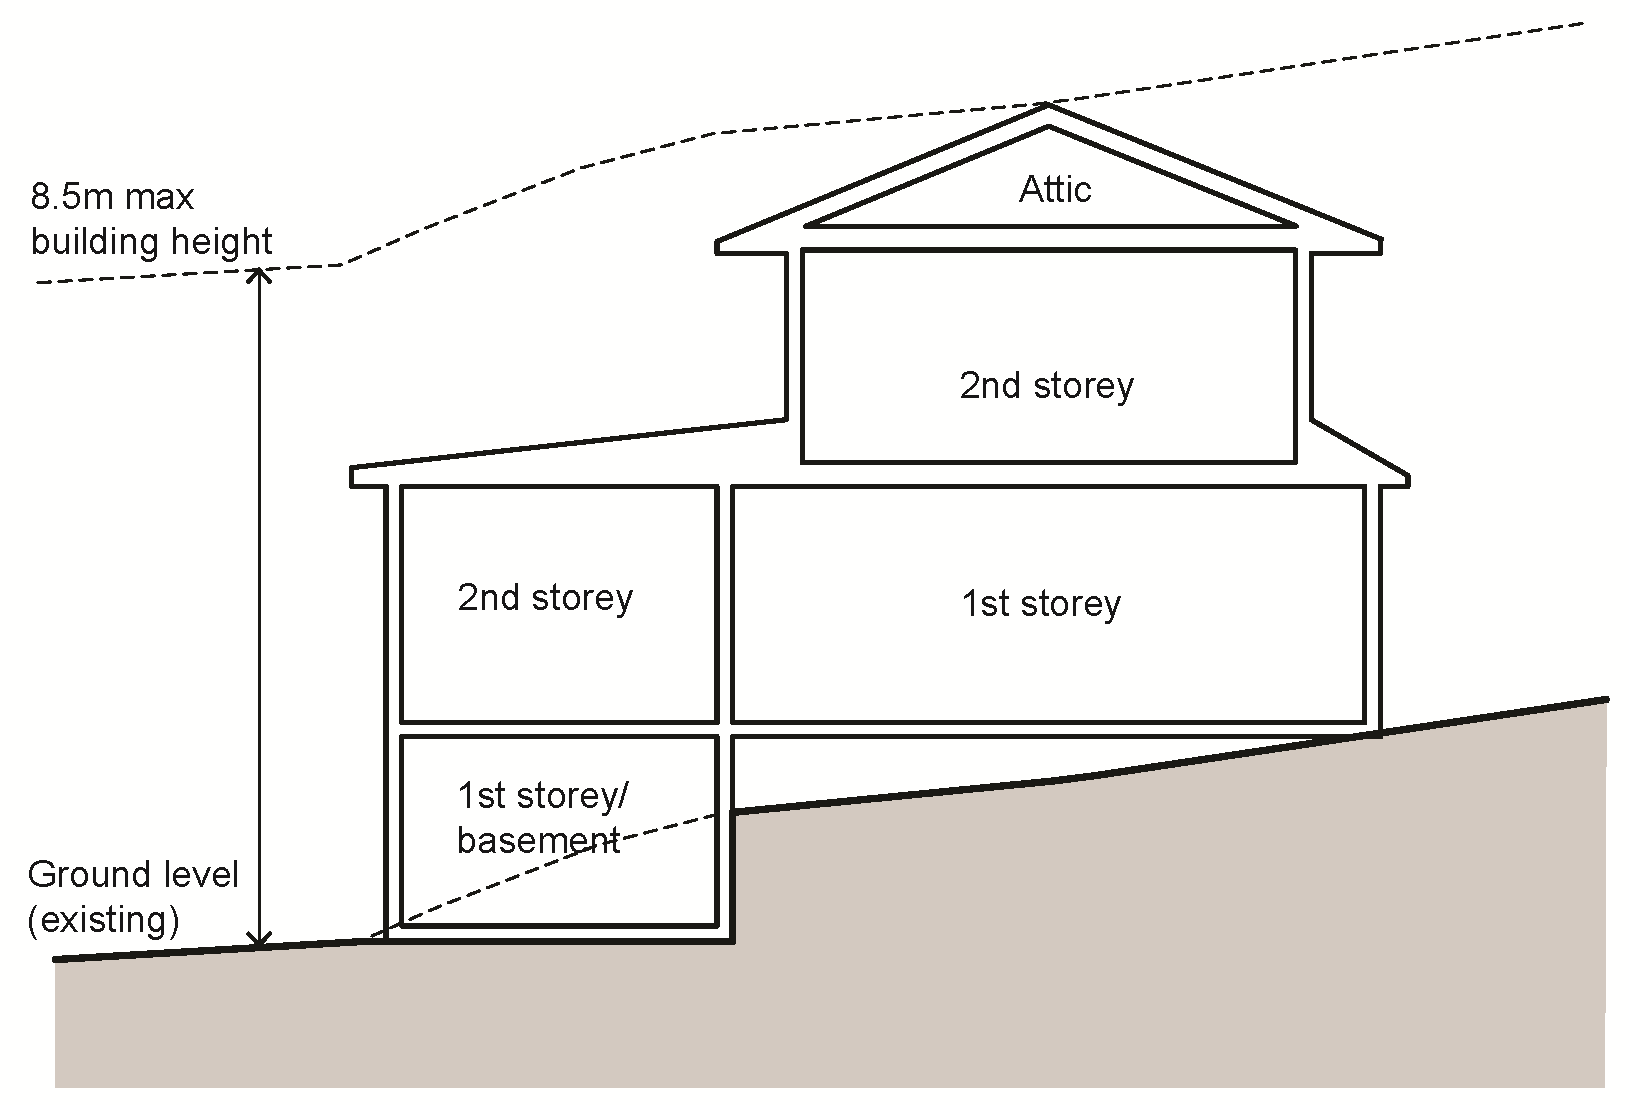 8.5m max
building height
Attic
2nd storey
2nd storey
1st storey
1st storey/
basement
Ground level
(existing)